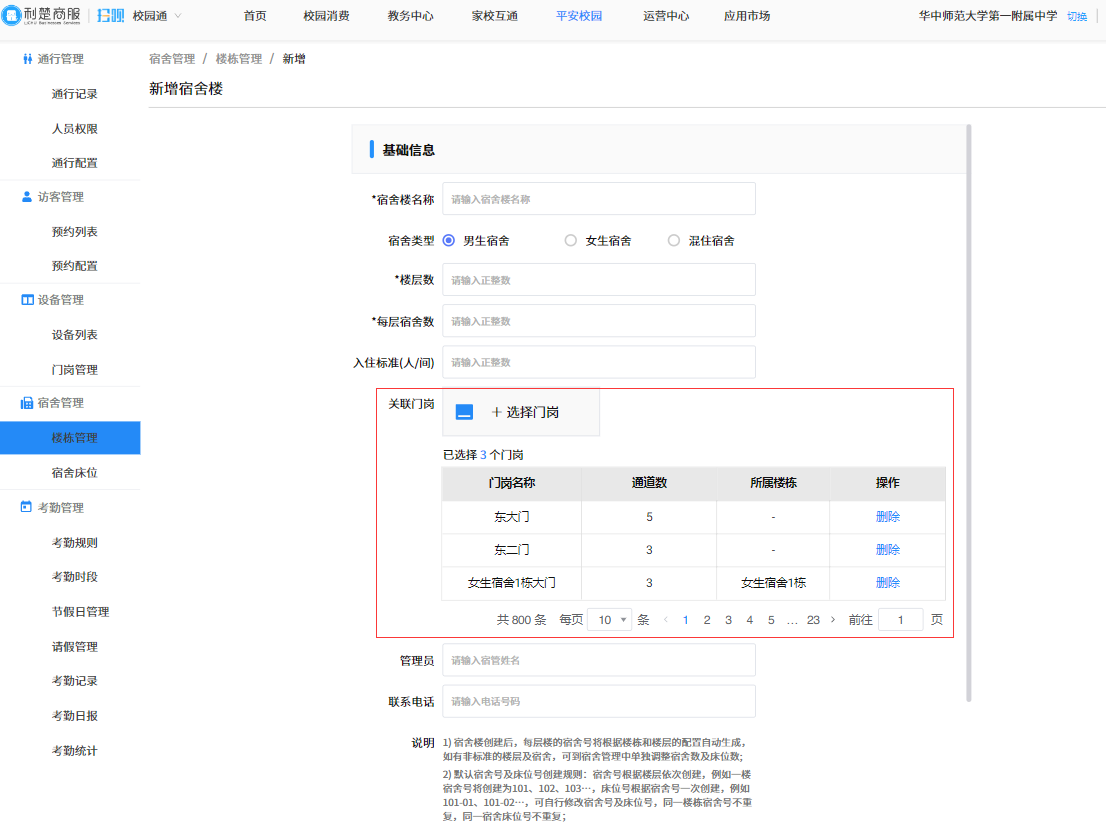 利楚商服 扫呗 校园通 首页 校园消费 教务中心 家校互通 平安校园 运营中心 应用市场 华中师范大学第一附属中学 切换
通行管理
通行记录
人员权限
通行配置
访客管理
预约列表
预约配置
设备管理
设备列表
门岗管理
宿舍管理
楼栋管理
宿舍床位
考勤管理
考勤规则
考勤时段
节假日管理
请假管理
考勤记录
考勤日报
考勤统计
宿舍管理 / 楼栋管理 / 新增
新增宿舍楼
基础信息
*宿舍楼名称 请输入宿舍楼名称
宿舍类型 男生宿舍 女生宿舍 混住宿舍
*楼层数 请输入正整数
*每层宿舍数 请输入正整数
入住标准(人/间) 请输入正整数
关联门岗 + 选择门岗
已选择 3 个门岗
门岗名称 通道数 所属楼栋 操作
东大门 5 - 删除
东二门 3 - 删除
女生宿舍1栋大门 3 女生宿舍1栋 删除
共 800 条 每页 10 条 ‹ 1 2 3 4 5 … 23 › 前往 1 页
管理员 请输入宿管姓名
联系电话 请输入电话号码
说明 1) 宿舍楼创建后，每层楼的宿舍号将根据楼栋和楼层的配置自动生成，
如有非标准的楼层及宿舍，可到宿舍管理中单独调整宿舍数及床位数；
2) 默认宿舍号及床位号创建规则：宿舍号根据楼层依次创建，例如一楼
宿舍号将创建为101、102、103…，床位号根据宿舍号一次创建，例如
101-01、101-02…，可自行修改宿舍号及床位号，同一楼栋宿舍号不重
复，同一宿舍床位号不重复；